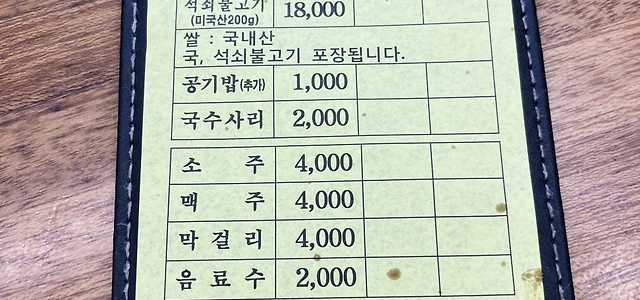 석쇠불고기 18,000
(미국산200g)
쌀 : 국내산
국, 석쇠불고기 포장됩니다.
공기밥(추가) 1,000
국수사리 2,000
소 주 4,000
맥 주 4,000
막걸리 4,000
음료수 2,000